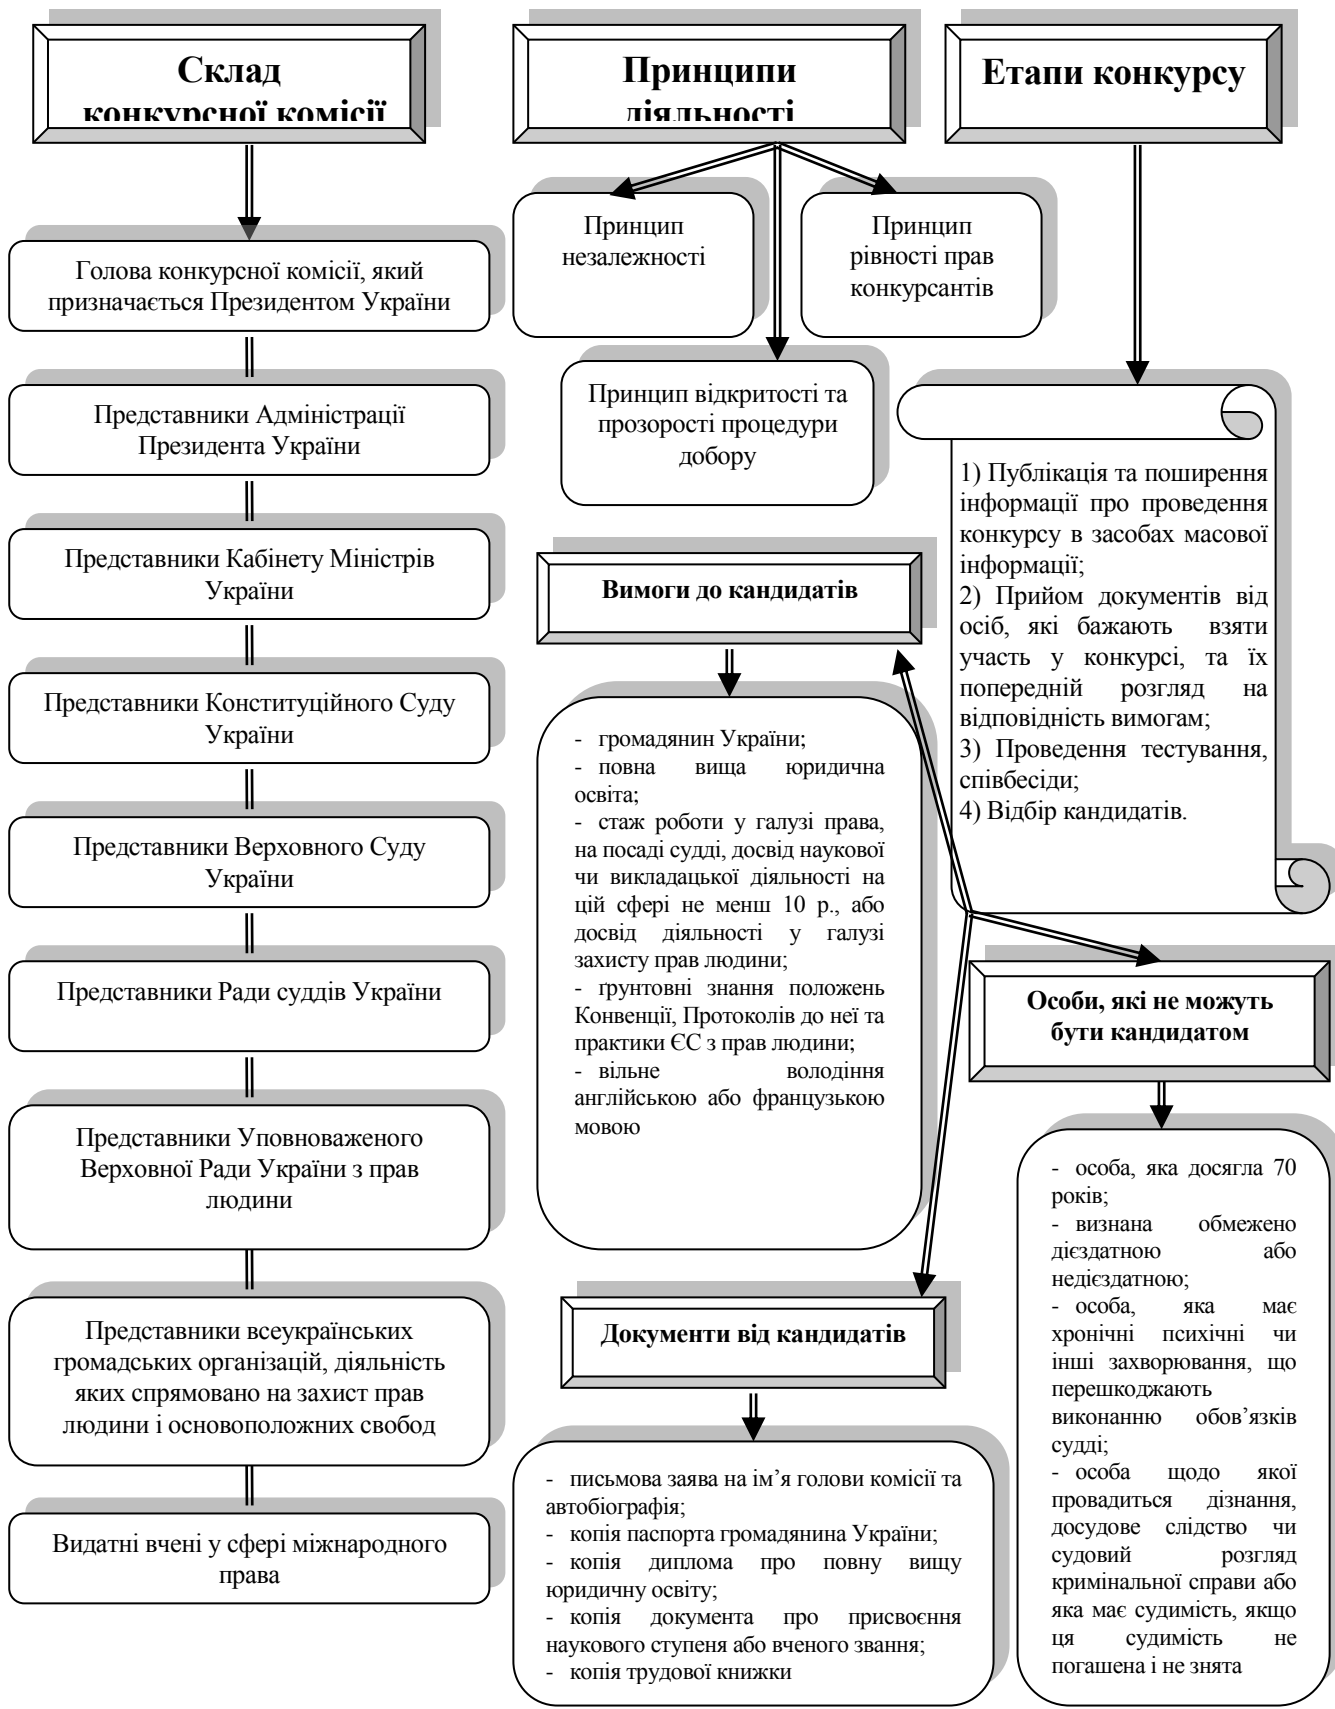 Склад
конкурсної комісії
Голова конкурсної комісії, який
призначається Президентом України
Представники Адміністрації
Президента України
Представники Кабінету Міністрів
України
Представники Конституційного Суду
України
Представники Верховного Суду
України
Представники Ради суддів України
Представники Уповноваженого
Верховної Ради України з прав
людини
Представники всеукраїнських
громадських організацій, діяльність
яких спрямовано на захист прав
людини і основоположних свобод
Видатні вчені у сфері міжнародного
права
Принципи
діяльності
Принцип
незалежності
Принцип
рівності прав
конкурсантів
Принцип відкритості та
прозорості процедури
добору
Етапи конкурсу
1) Публікація та поширення
інформації про проведення
конкурсу в засобах масової
інформації;
2) Прийом документів від
осіб, які бажають взяти
участь у конкурсі, та їх
попередній розгляд на
відповідність вимогам;
3) Проведення тестування,
співбесіди;
4) Відбір кандидатів.
Вимоги до кандидатів
- громадянин України;
- повна вища юридична
освіта;
- стаж роботи у галузі права,
на посаді судді, досвід наукової
чи викладацької діяльності на
цій сфері не менш 10 р., або
досвід діяльності у галузі
захисту прав людини;
- ґрунтовні знання положень
Конвенції, Протоколів до неї та
практики ЄС з прав людини;
- вільне володіння
англійською або французькою
мовою
Документи від кандидатів
- письмова заява на ім’я голови комісії та
автобіографія;
- копія паспорта громадянина України;
- копія диплома про повну вищу
юридичну освіту;
- копія документа про присвоєння
наукового ступеня або вченого звання;
- копія трудової книжки
Особи, які не можуть
бути кандидатом
- особа, яка досягла 70
років;
- визнана обмежено
дієздатною або
недієздатною;
- особа, яка має
хронічні психічні чи
інші захворювання, що
перешкоджають
виконанню обов’язків
судді;
- особа щодо якої
провадиться дізнання,
досудове слідство чи
судовий розгляд
кримінальної справи або
яка має судимість, якщо
ця судимість не
погашена і не знята